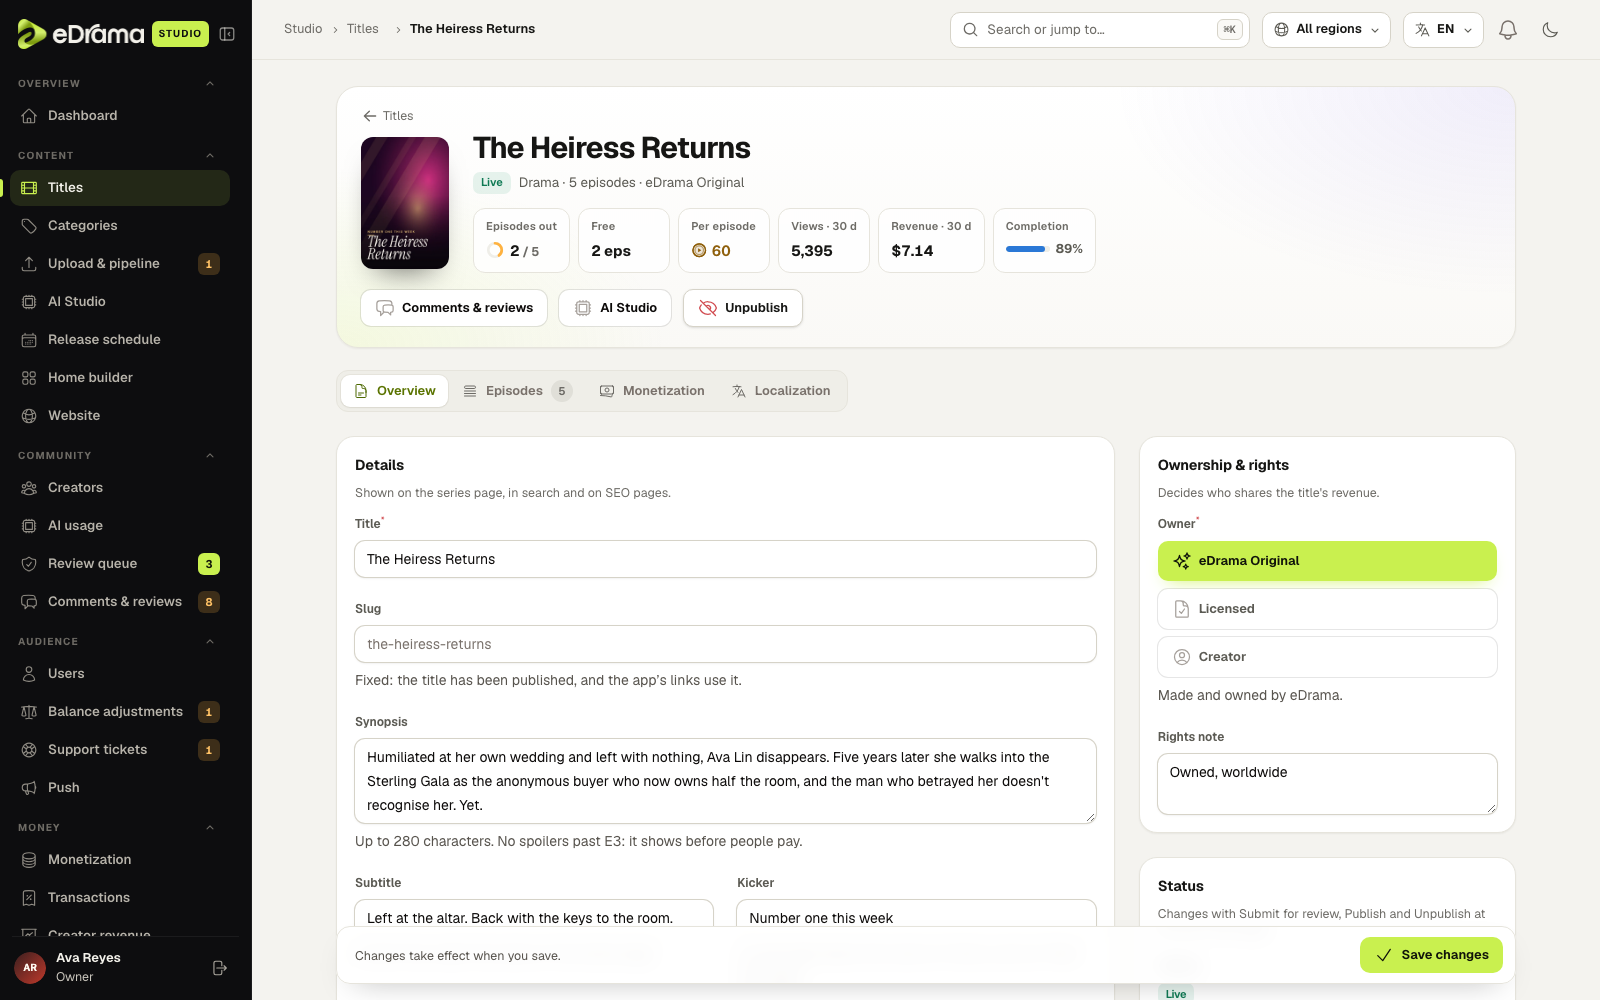 eDrama STUDIO
OVERVIEW
Dashboard
CONTENT
Titles
Categories
Upload & pipeline 1
AI Studio
Release schedule
Home builder
Website
COMMUNITY
Creators
AI usage
Review queue 3
Comments & reviews 8
AUDIENCE
Users
Balance adjustments 1
Support tickets 1
Push
MONEY
Monetization
Transactions
Creator revenue
AR Ava Reyes
Owner
Studio > Titles > The Heiress Returns
Search or jump to… ⌘K
All regions
EN
Titles
NUMBER ONE THIS WEEK
The Heiress
Returns
The Heiress Returns
Live Drama · 5 episodes · eDrama Original
Episodes out
2 / 5
Free
2 eps
Per episode
60
Views · 30 d
5,395
Revenue · 30 d
$7.14
Completion
89%
Comments & reviews
AI Studio
Unpublish
Overview
Episodes 5
Monetization
Localization
Details
Shown on the series page, in search and on SEO pages.
Title*
The Heiress Returns
Slug
the-heiress-returns
Fixed: the title has been published, and the app's links use it.
Synopsis
Humiliated at her own wedding and left with nothing, Ava Lin disappears. Five years later she walks into the
Sterling Gala as the anonymous buyer who now owns half the room, and the man who betrayed her doesn't
recognise her. Yet.
Up to 280 characters. No spoilers past E3: it shows before people pay.
Subtitle
Left at the altar. Back with the keys to the room.
Kicker
Number one this week
Ownership & rights
Decides who shares the title's revenue.
Owner*
eDrama Original
Licensed
Creator
Made and owned by eDrama.
Rights note
Owned, worldwide
Status
Changes with Submit for review, Publish and Unpublish at
Live
Changes take effect when you save.
Save changes